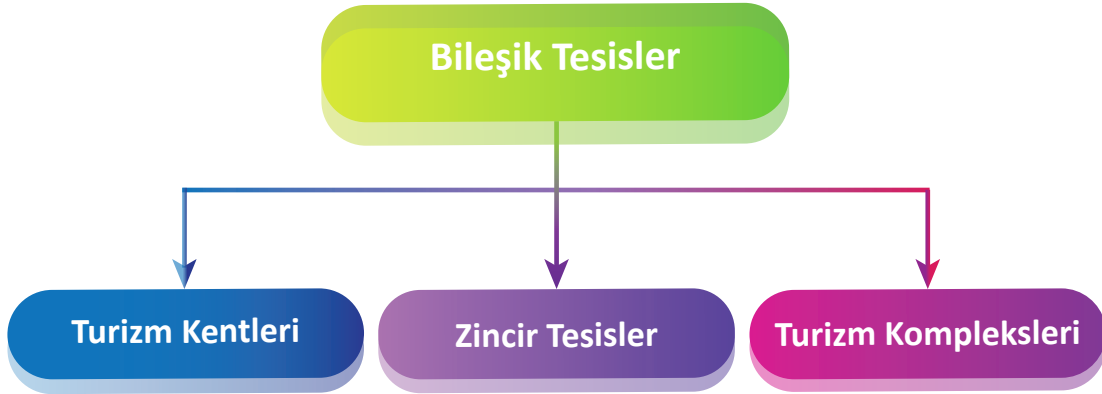 Bileşik Tesisler
Turizm Kentleri
Zincir Tesisler
Turizm Kompleksleri